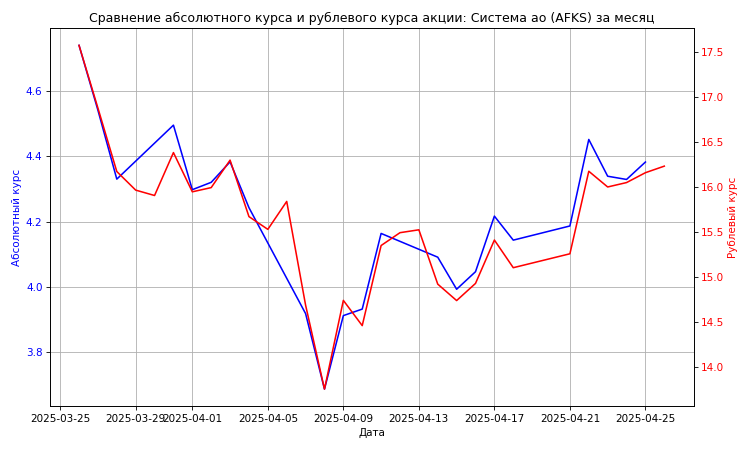 Сравнение абсолютного курса и рублевого курса акции: Система ао (AFKS) за месяц
Абсолютный курс
4.6
4.4
4.2
4.0
3.8
17.5
17.0
16.5
16.0
15.5
15.0
14.5
14.0
Рублевый курс
2025-03-25 2025-03-29 2025-04-01 2025-04-05 2025-04-09 2025-04-13 2025-04-17 2025-04-21 2025-04-25
Дата